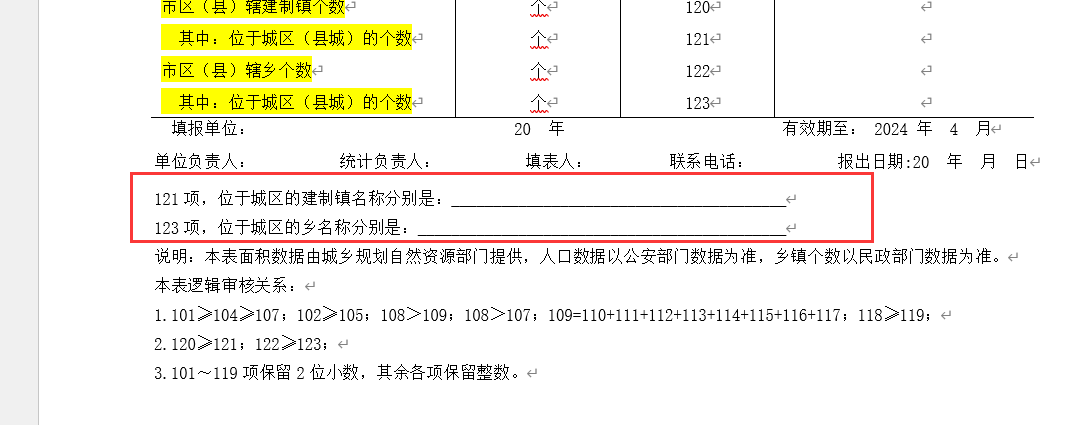 市区（县）辖建制镇个数 个 120
其中：位于城区（县城）的个数 个 121
市区（县）辖乡个数 个 122
其中：位于城区（县城）的个数 个 123
填报单位： 20 年 有效期至： 2024 年 4 月
单位负责人： 统计负责人： 填表人： 联系电话： 报出日期:20 年 月 日
121 项，位于城区的建制镇名称分别是：________________________________________
123 项，位于城区的乡名称分别是：____________________________________________
说明：本表面积数据由城乡规划自然资源部门提供，人口数据以公安部门数据为准，乡镇个数以民政部门数据为准。
本表逻辑审核关系：
1.101≥104≥107；102≥105；108＞109；108＞107；109=110+111+112+113+114+115+116+117；118≥119；
2.120≥121；122≥123；
3.101～119 项保留 2 位小数，其余各项保留整数。